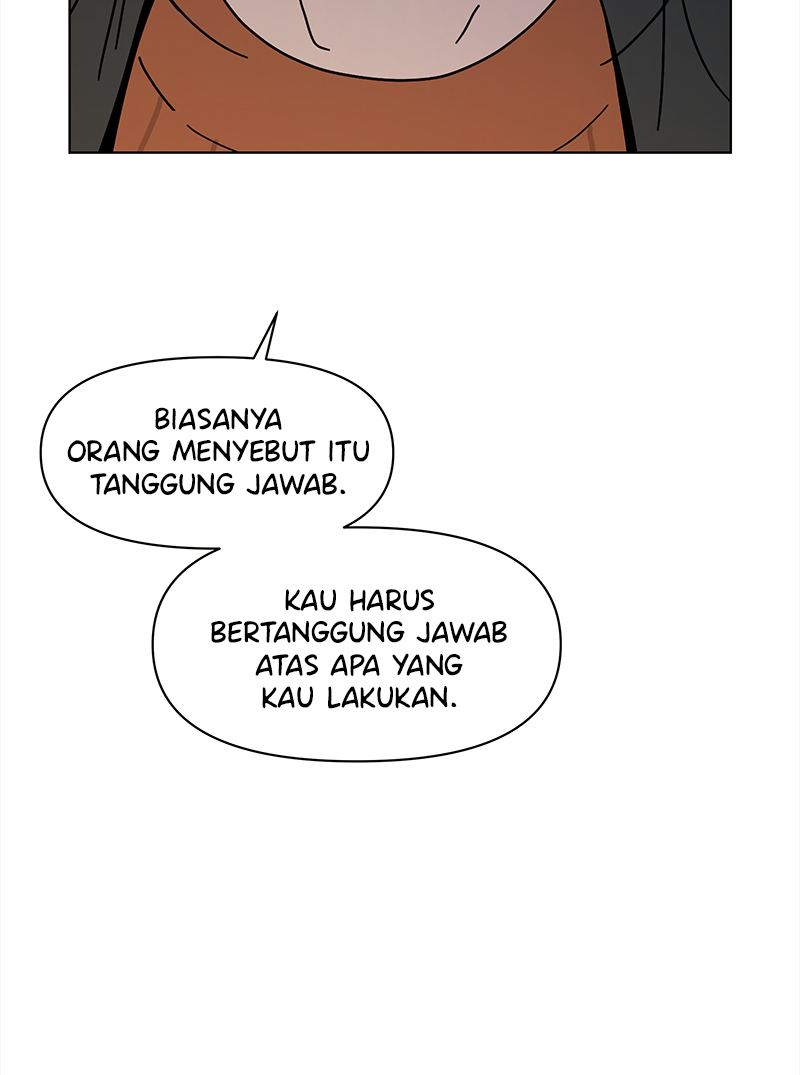 BIASANYA
ORANG MENYEBUT ITU
TANGGUNG JAWAB.
KAU HARUS
BERTANGGUNG JAWAB
ATAS APA YANG
KAU LAKUKAN.